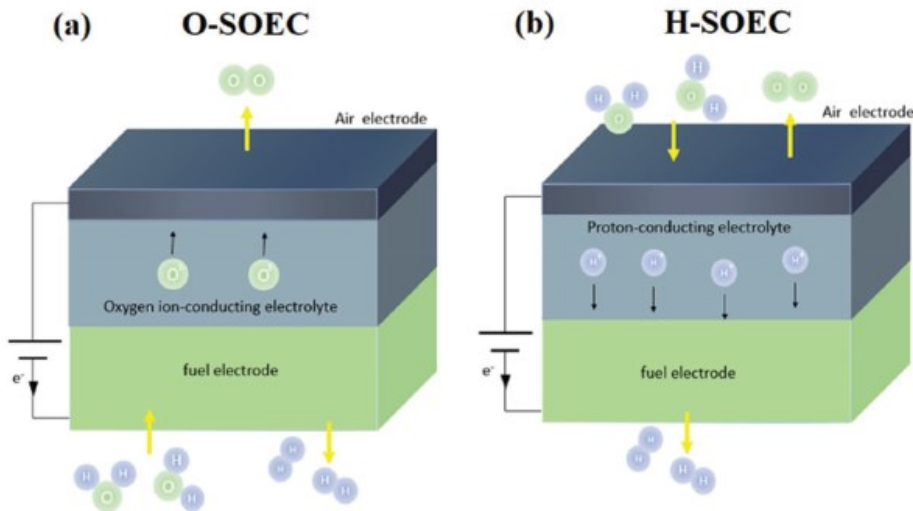 (a) O-SOEC
O O
Air electrode
O O
Oxygen ion-conducting electrolyte
fuel electrode
e-
H H O
H O H
H H
H H
(b) H-SOEC
H H O
H O H
O O
Air electrode
Proton-conducting electrolyte
H+ H+ H+ H+
fuel electrode
e-
H H
H H